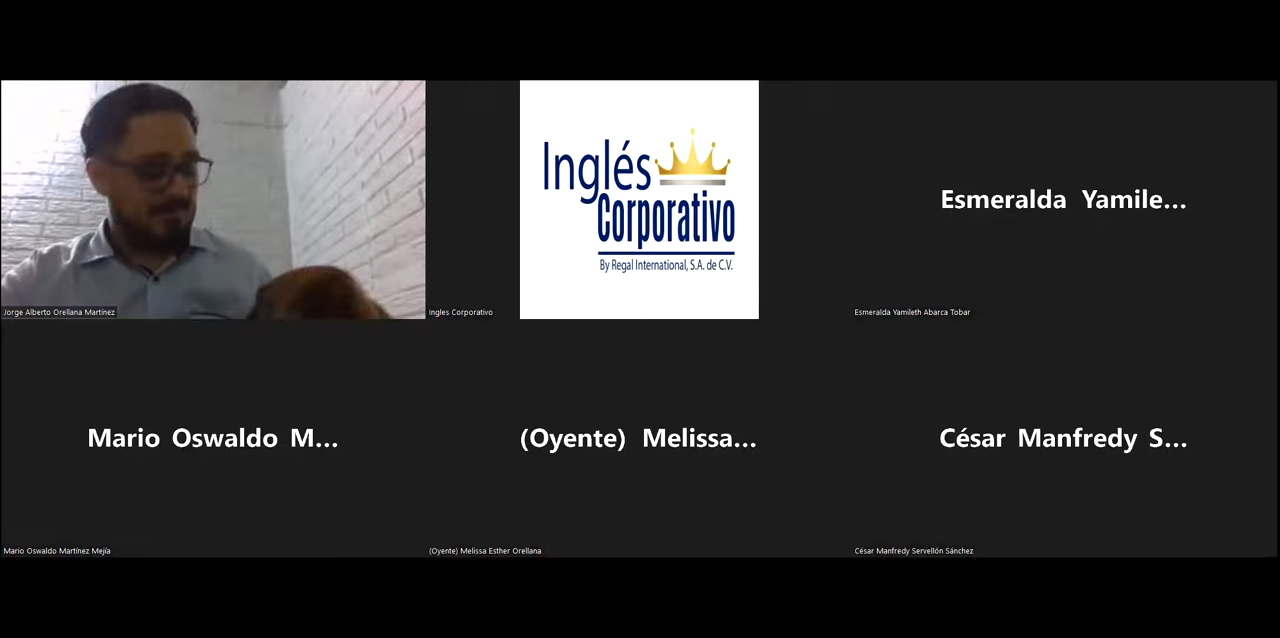 Inglés
Corporativo
By Regal International, S.A. de C.V.
Esmeralda Yamile...
Jorge Alberto Orellana Martinez
Ingles Corporativo
Esmeralda Yamileth Abarca Tobar
Mario Oswaldo M...
(Oyente) Melissa...
César Manfredy S...
Mario Oswaldo Martínez Mejía
(Oyente) Melissa Esther Orellana
César Manfredy Servellón Sánchez